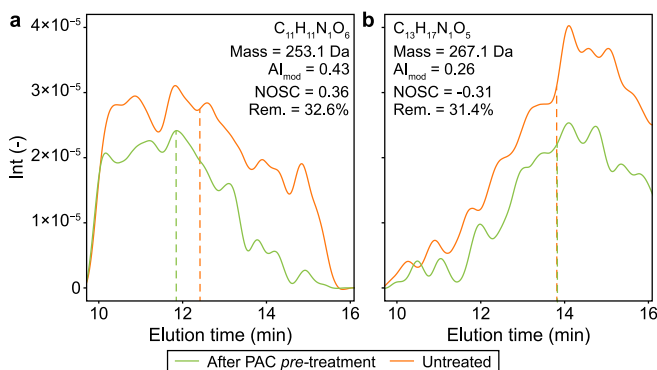 a
C₁₁H₁₁N₁O₆
Mass = 253.1 Da
AI_mod = 0.43
NOSC = 0.36
Rem. = 32.6%
b
C₁₃H₁₇N₁O₅
Mass = 267.1 Da
AI_mod = 0.26
NOSC = -0.31
Rem. = 31.4%
Int (-)
4×10⁻⁵
3×10⁻⁵
2×10⁻⁵
1×10⁻⁵
0
10 12 14 16
10 12 14 16
Elution time (min)
Elution time (min)
After PAC pre-treatment
Untreated